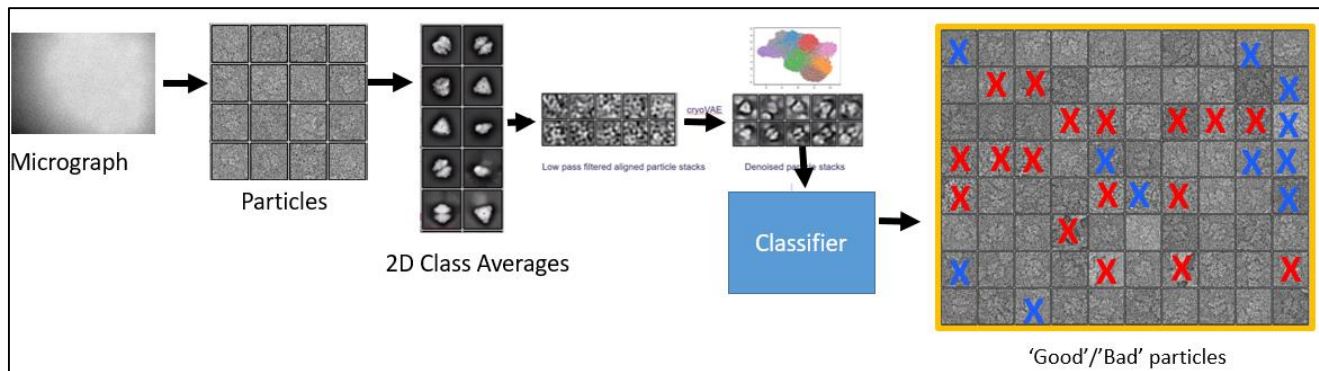 Micrograph
Particles
2D Class Averages
Low pass filtered aligned particle stacks
cryoVAE
Denoised particle stacks
Classifier
X X
X X X
X X X X X X
X X X X X X
X X X X X
X
X X X X
X
'Good'/'Bad' particles